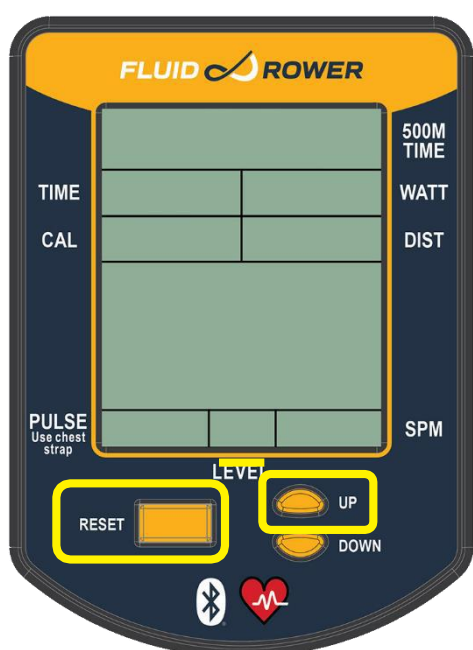 FLUID ROWER
500M
TIME
TIME
WATT
CAL
DIST
PULSE
Use chest
strap
SPM
LEVEL
RESET
UP
DOWN